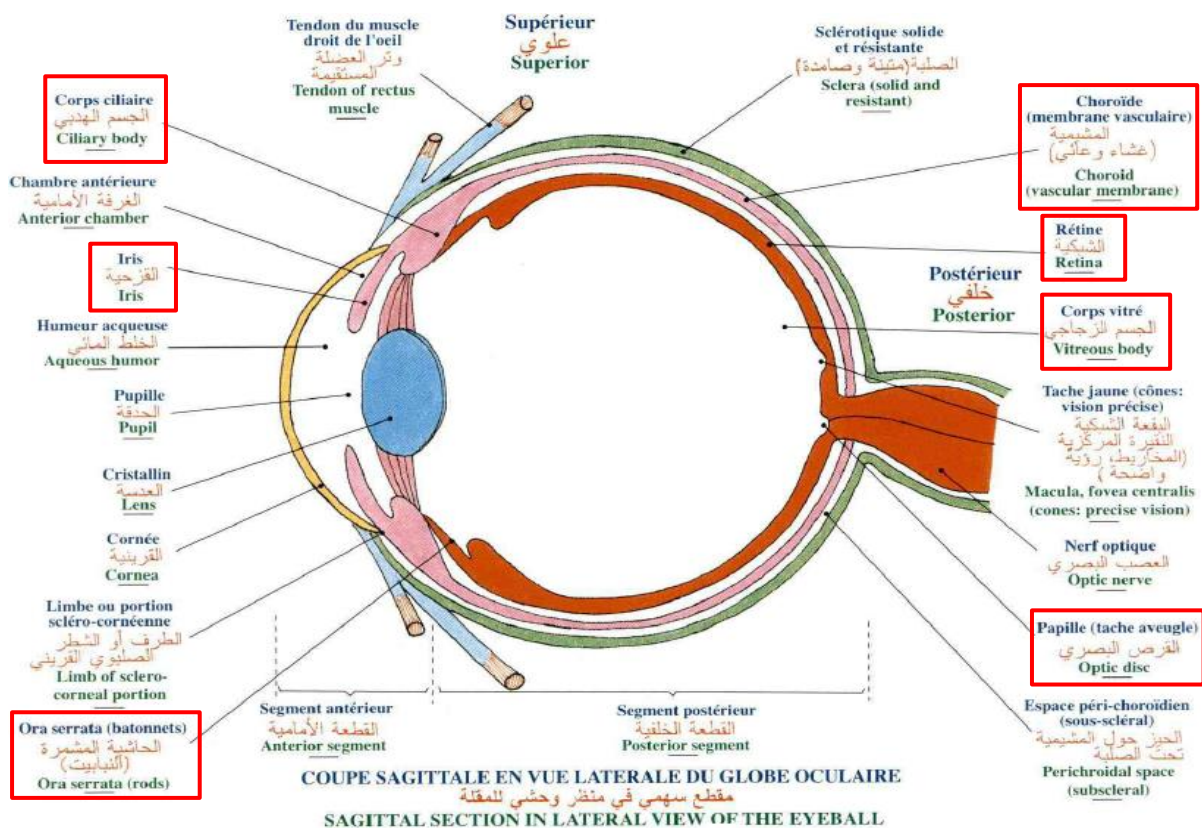 Tendon du muscle
droit de l'oeil
وتر العضلة
المستقيمة
Tendon of rectus
muscle
Supérieur
علوي
Superior
Sclérotique solide
et résistante
الصلبة(متينة وصامدة)
Sclera (solid and
resistant)
Corps ciliaire
الجسم الهدبي
Ciliary body
Chambre antérieure
الغرفة الأمامية
Anterior chamber
Iris
القزحية
Iris
Humeur acqueuse
الخلط المائي
Aqueous humor
Pupille
الحدقة
Pupil
Cristallin
العدسة
Lens
Cornée
القرينية
Cornea
Limbe ou portion
scléro-cornéenne
الطرف أو الشطر
الصلبوي القريني
Limb of sclero-
corneal portion
Ora serrata (batonnets)
الحاشية المشمرة
(النبابيت)
Ora serrata (rods)
Choroïde
(membrane vasculaire)
المشيمية
(غشاء وعائي)
Choroid
(vascular membrane)
Rétine
الشبكية
Retina
Postérieur
خلفي
Posterior
Corps vitré
الجسم الزجاجي
Vitreous body
Tache jaune (cônes:
vision précise)
البقعة الشبكية
النقيرة المركزية
(المخاريط، رؤية
واضحة)
Macula, fovea centralis
(cones: precise vision)
Nerf optique
العصب البصري
Optic nerve
Papille (tache aveugle)
القرص البصري
Optic disc
Espace péri-choroïdien
(sous-scléral)
الحيز حول المشيمية
تحت الصلبة
Perichroidal space
(subscleral)
Segment antérieur
القطعة الأمامية
Anterior segment
Segment postérieur
القطعة الخلفية
Posterior segment
COUPE SAGITTALE EN VUE LATERALE DU GLOBE OCULAIRE
مقطع سهمي في منظر وحشي للمقلة
SAGITTAL SECTION IN LATERAL VIEW OF THE EYEBALL